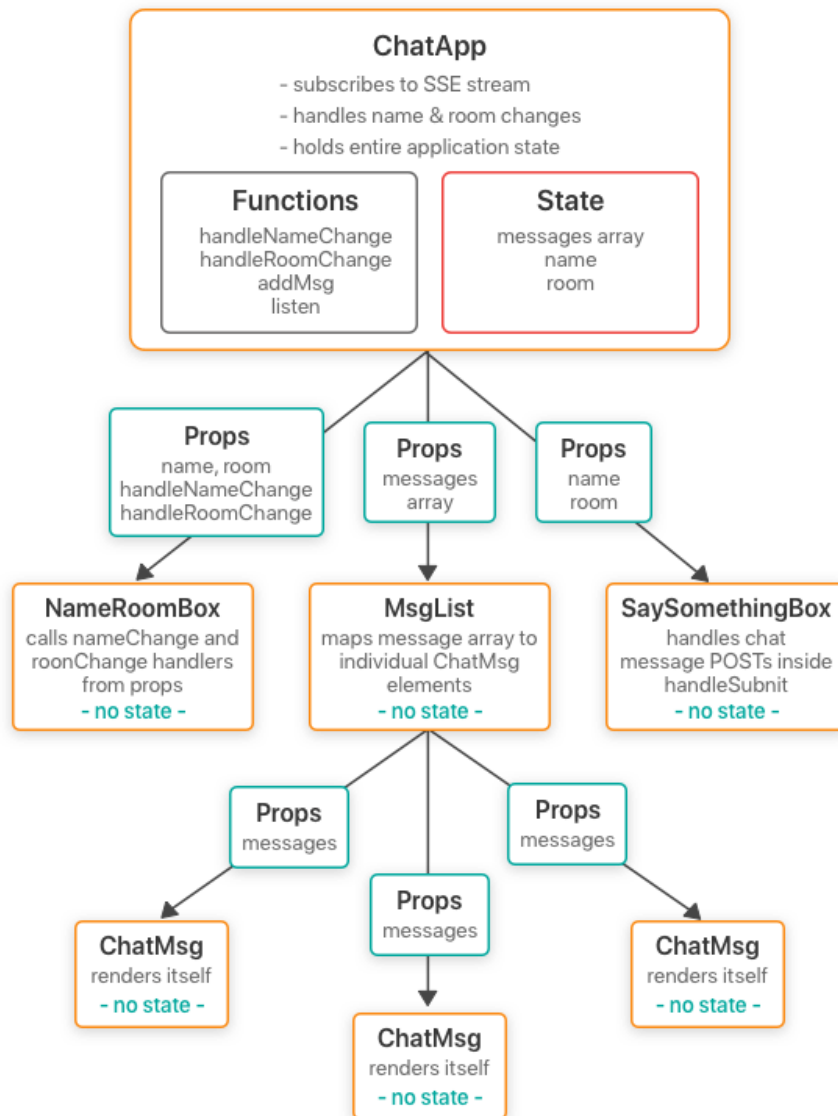 ChatApp
- subscribes to SSE stream
- handles name & room changes
- holds entire application state
Functions
handleNameChange
handleRoomChange
addMsg
listen
State
messages array
name
room
Props
name, room
handleNameChange
handleRoomChange
Props
messages
array
Props
name
room
NameRoomBox
calls nameChange and
roonChange handlers
from props
- no state -
MsgList
maps message array to
individual ChatMsg
elements
- no state -
SaySomethingBox
handles chat
message POSTs inside
handleSubnit
- no state -
Props
messages
Props
messages
Props
messages
ChatMsg
renders itself
- no state -
ChatMsg
renders itself
- no state -
ChatMsg
renders itself
- no state -